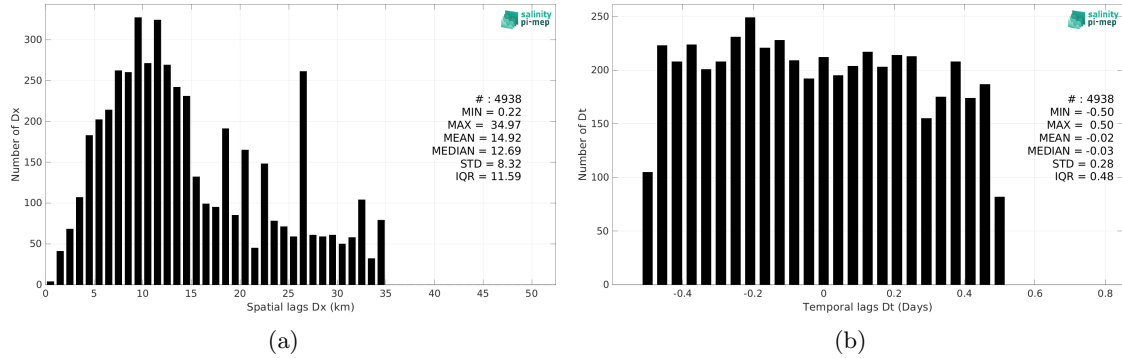 salinity
pi-mep
Number of Dx
300
250
200
150
100
50
0
# : 4938
MIN = 0.22
MAX = 34.97
MEAN = 14.92
MEDIAN = 12.69
STD = 8.32
IQR = 11.59
0 5 10 15 20 25 30 35 40 45 50
Spatial lags Dx (km)
(a)
salinity
pi-mep
Number of Dt
250
200
150
100
50
0
# : 4938
MIN = -0.50
MAX = 0.50
MEAN = -0.02
MEDIAN = -0.03
STD = 0.28
IQR = 0.48
-0.4 -0.2 0 0.2 0.4 0.6 0.8
Temporal lags Dt (Days)
(b)